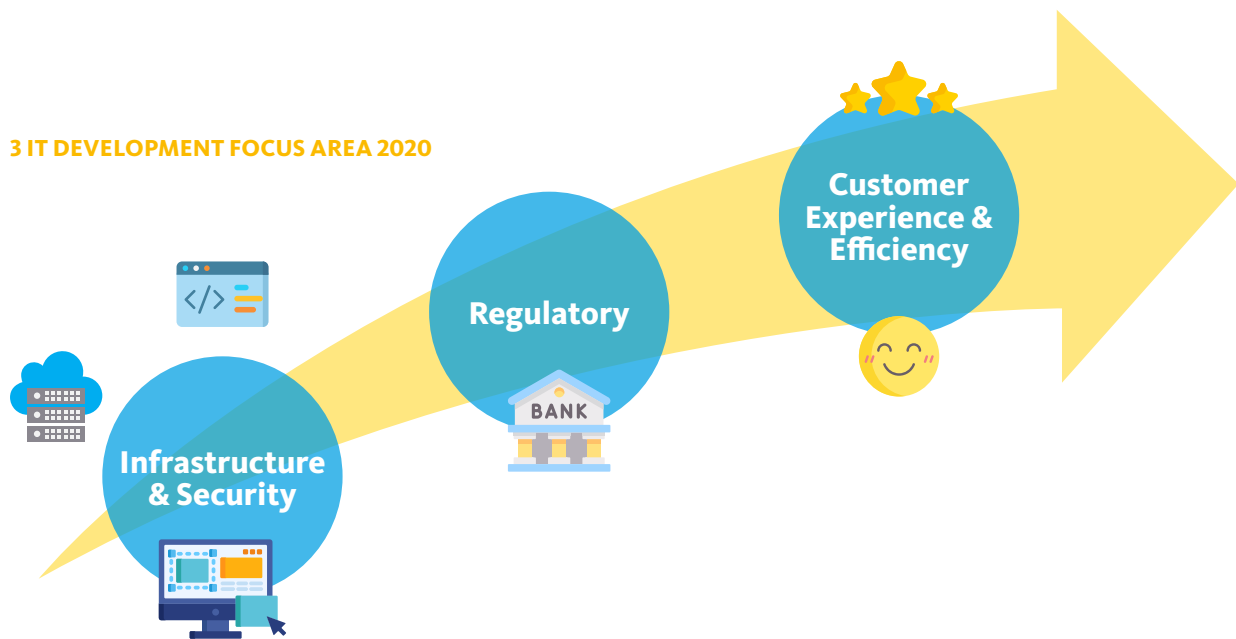 3 IT DEVELOPMENT FOCUS AREA 2020
Customer
Experience &
Efficiency
Regulatory
BANK
Infrastructure
& Security